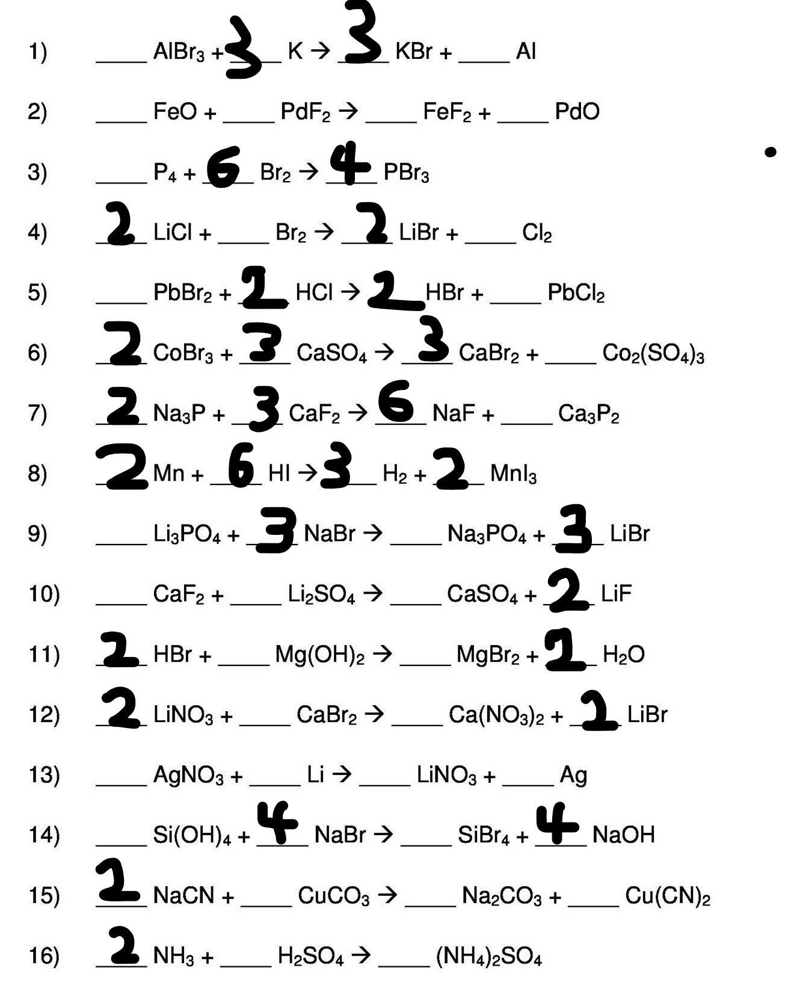 1) ____ AlBr₃ + 3 K → 3 KBr + ____ Al
2) ____ FeO + ____ PdF₂ → ____ FeF₂ + ____ PdO
3) ____ P₄ + 6 Br₂ → 4 PBr₃
4) 2 LiCl + ____ Br₂ → 2 LiBr + ____ Cl₂
5) ____ PbBr₂ + 2 HCl → 2 HBr + ____ PbCl₂
6) 2 CoBr₃ + 3 CaSO₄ → 3 CaBr₂ + ____ Co₂(SO₄)₃
7) 2 Na₃P + 3 CaF₂ → 6 NaF + ____ Ca₃P₂
8) 2 Mn + 6 HI → 3 H₂ + 2 MnI₃
9) ____ Li₃PO₄ + 3 NaBr → ____ Na₃PO₄ + 3 LiBr
10) ____ CaF₂ + ____ Li₂SO₄ → ____ CaSO₄ + 2 LiF
11) 2 HBr + ____ Mg(OH)₂ → ____ MgBr₂ + 2 H₂O
12) 2 LiNO₃ + ____ CaBr₂ → ____ Ca(NO₃)₂ + 2 LiBr
13) ____ AgNO₃ + ____ Li → ____ LiNO₃ + ____ Ag
14) ____ Si(OH)₄ + 4 NaBr → ____ SiBr₄ + 4 NaOH
15) 2 NaCN + ____ CuCO₃ → ____ Na₂CO₃ + ____ Cu(CN)₂
16) 2 NH₃ + ____ H₂SO₄ → ____ (NH₄)₂SO₄